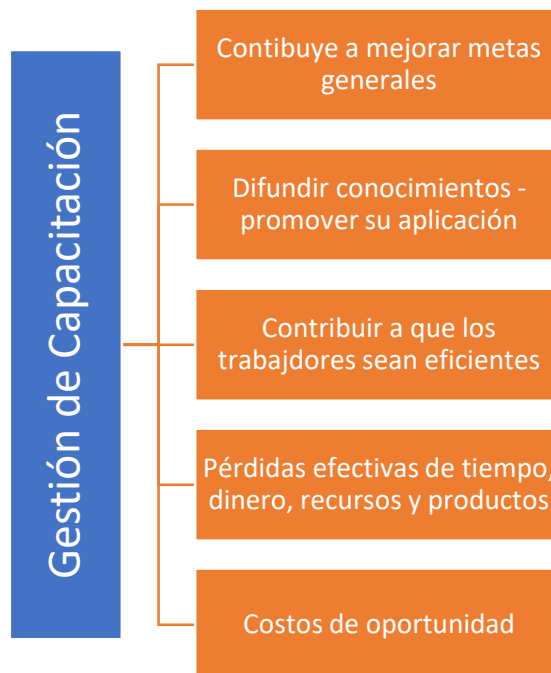 Gestión de Capacitación
Contibuye a mejorar metas
generales
Difundir conocimientos -
promover su aplicación
Contribuir a que los
trabajdores sean eficientes
Pérdidas efectivas de tiempo,
dinero, recursos y productos
Costos de oportunidad